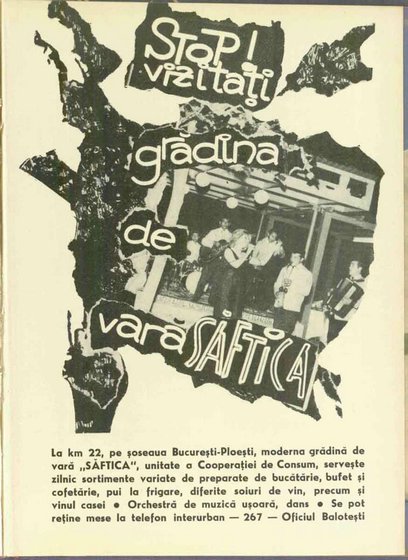 STOP!
vizitați
grădina
de
vară SĂFTICA
La km 22, pe șoseaua București-Ploești, moderna grădină de
vară „SĂFTICA”, unitate a Cooperației de Consum, servește
zilnic sortimente variate de preparate de bucătărie, bufet și
cofetărie, pui la frigare, diferite soiuri de vin, precum și
vinul casei • Orchestră de muzică ușoară, dans • Se pot
reține mese la telefon interurban — 267 — Oficiul Balotești